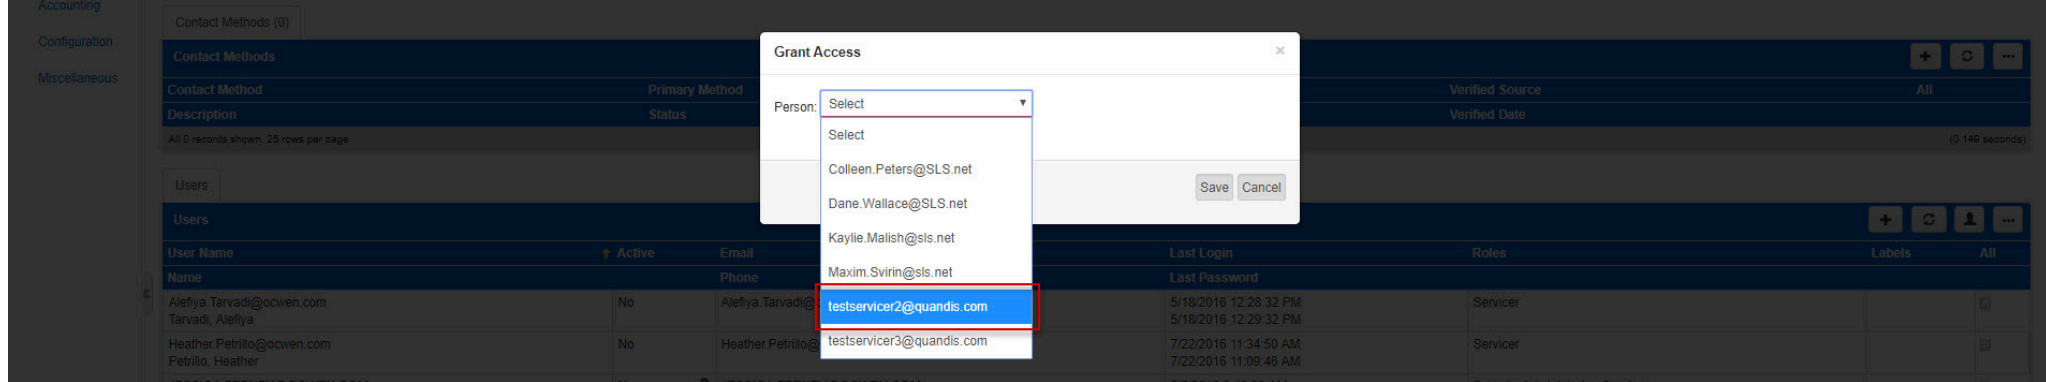 Accounting
Configuration
Miscellaneous
Contact Methods (0)
Contact Methods
Contact Method Primary Method Verified Source All
Description Status Verified Date
All 0 records shown, 25 rows per page (0.149 seconds)
Grant Access ×
Person: Select
Select
Colleen.Peters@SLS.net
Dane.Wallace@SLS.net
Kaylie.Malish@sls.net
Maxim.Svirin@sls.net
testservicer2@quandis.com
testservicer3@quandis.com
Save Cancel
Users
Users
User Name Active Email Last Login Roles Labels All
Name Phone Last Password
Alefiya.Tarvadi@ocwen.com No Alefiya.Tarvadi@ 5/18/2016 12:28:32 PM Servicer
Tarvadi, Alefiya 5/18/2016 12:29:32 PM
Heather.Petrillo@ocwen.com No Heather.Petrillo@ 7/22/2016 11:34:50 AM Servicer
Petrillo, Heather 7/22/2016 11:09:46 AM